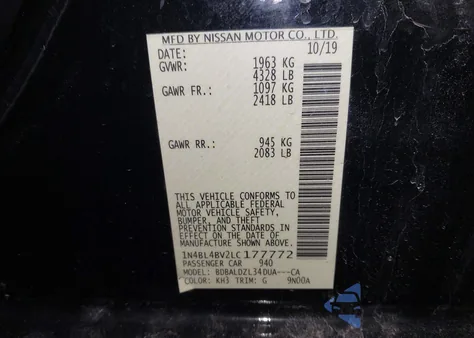 MFD BY NISSAN MOTOR CO., LTD.
DATE: 10/19
GVWR: 1963 KG
4328 LB
GAWR FR.: 1097 KG
2418 LB
GAWR RR.: 945 KG
2083 LB
THIS VEHICLE CONFORMS TO
ALL APPLICABLE FEDERAL
MOTOR VEHICLE SAFETY,
BUMPER, AND THEFT
PREVENTION STANDARDS IN
EFFECT ON THE DATE OF
MANUFACTURE SHOWN ABOVE.
1N4BL4BV2LC177772
PASSENGER CAR 940
MODEL: BDBALDZL34DUA---CA
COLOR: KH3 TRIM: G 9N00A